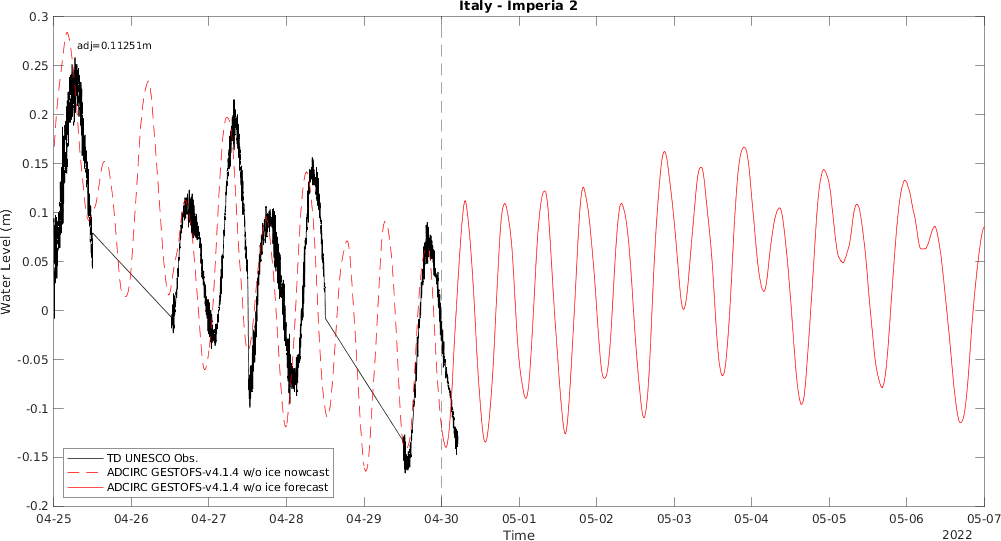 Italy - Imperia 2
adj=0.11251m
Water Level (m)
0.3
0.25
0.2
0.15
0.1
0.05
0
-0.05
-0.1
-0.15
-0.2
TD UNESCO Obs.
ADCIRC GESTOFS-v4.1.4 w/o ice nowcast
ADCIRC GESTOFS-v4.1.4 w/o ice forecast
04-25 04-26 04-27 04-28 04-29 04-30 05-01 05-02 05-03 05-04 05-05 05-06 05-07
Time
2022